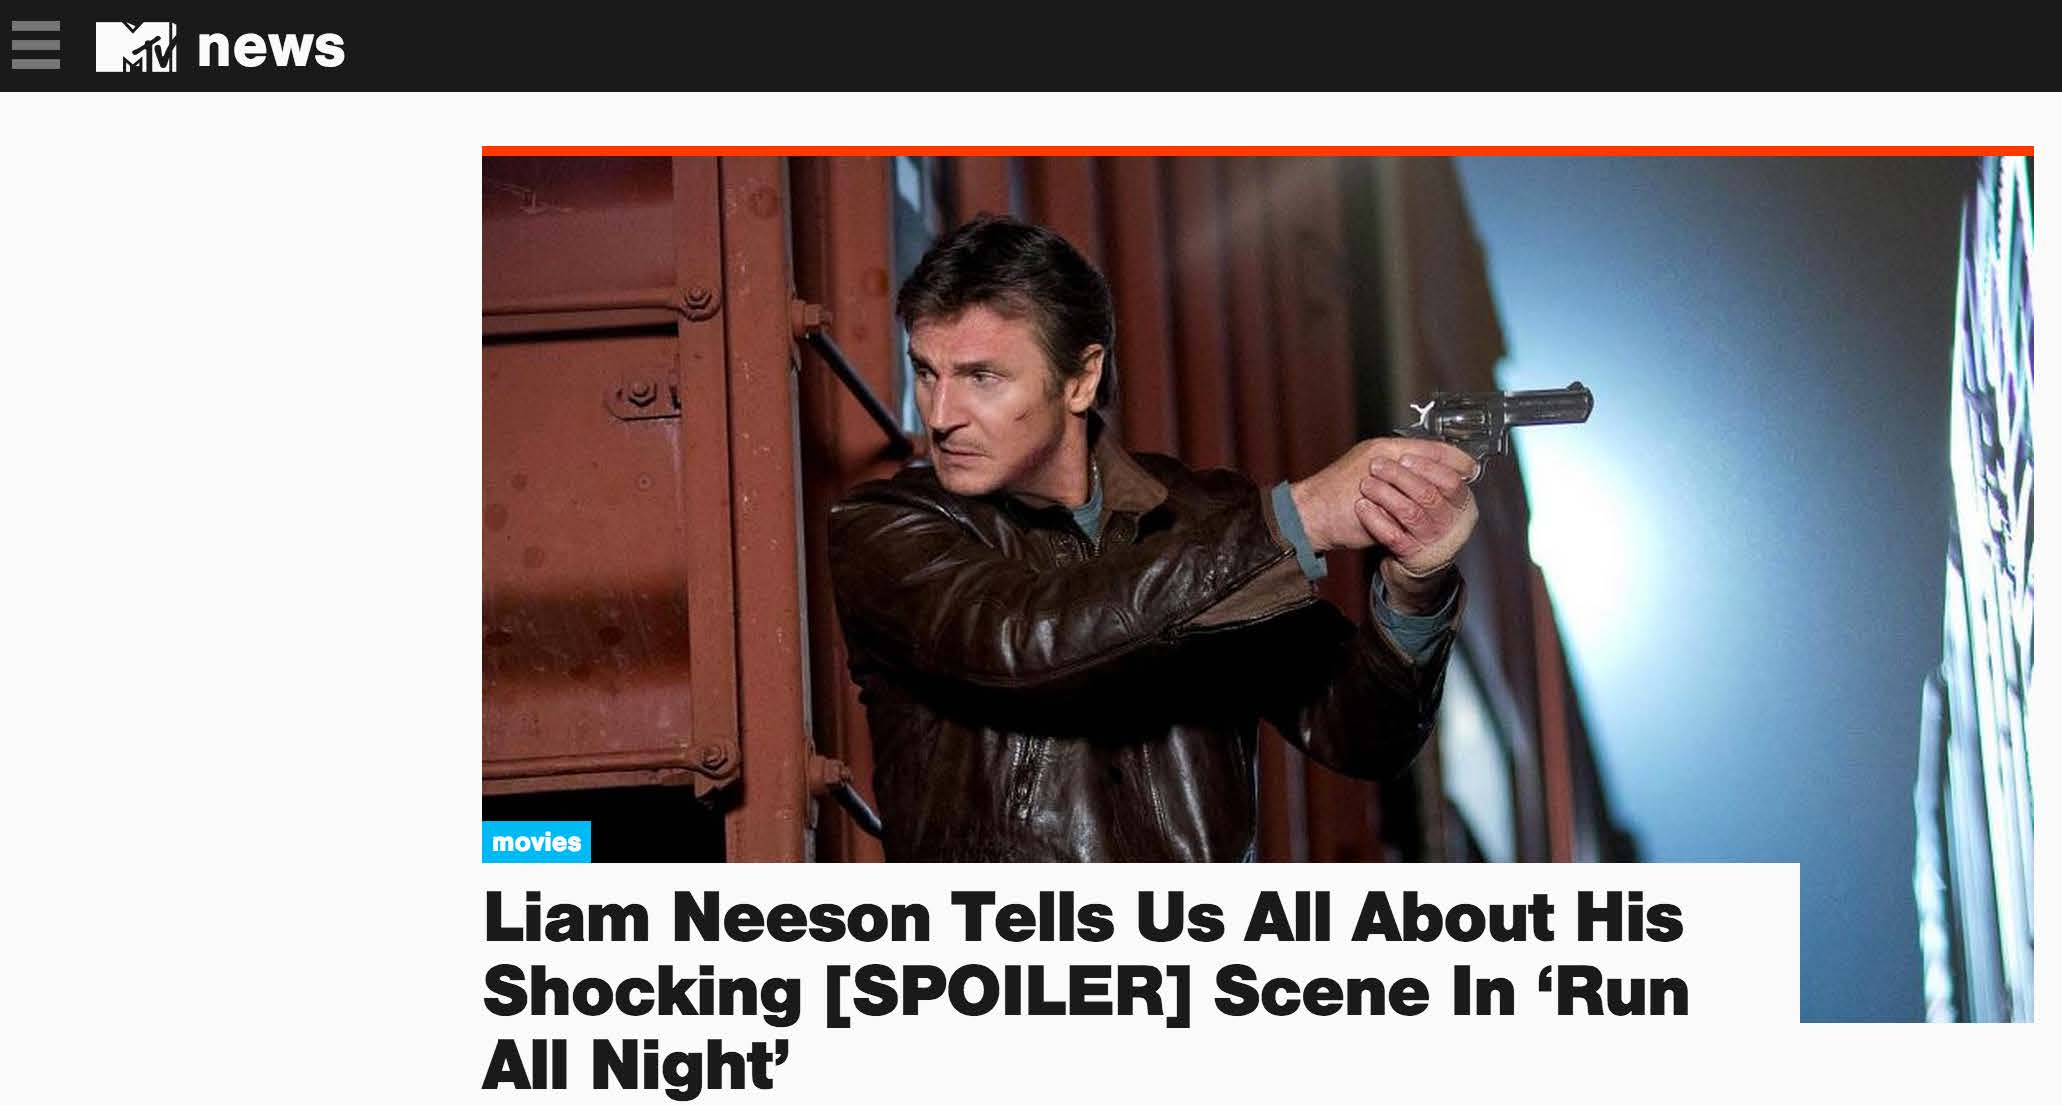 MTV news
movies
Liam Neeson Tells Us All About His
Shocking [SPOILER] Scene In ‘Run
All Night’